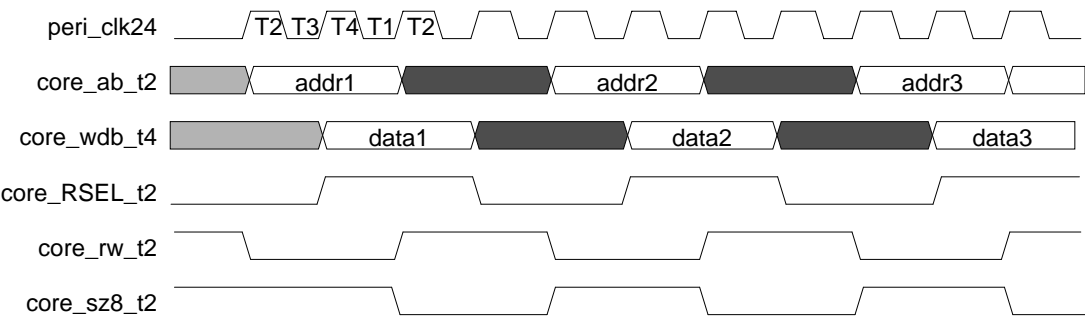 peri_clk24 T2 T3 T4 T1 T2
core_ab_t2 addr1 addr2 addr3
core_wdb_t4 data1 data2 data3
core_RSEL_t2
core_rw_t2
core_sz8_t2